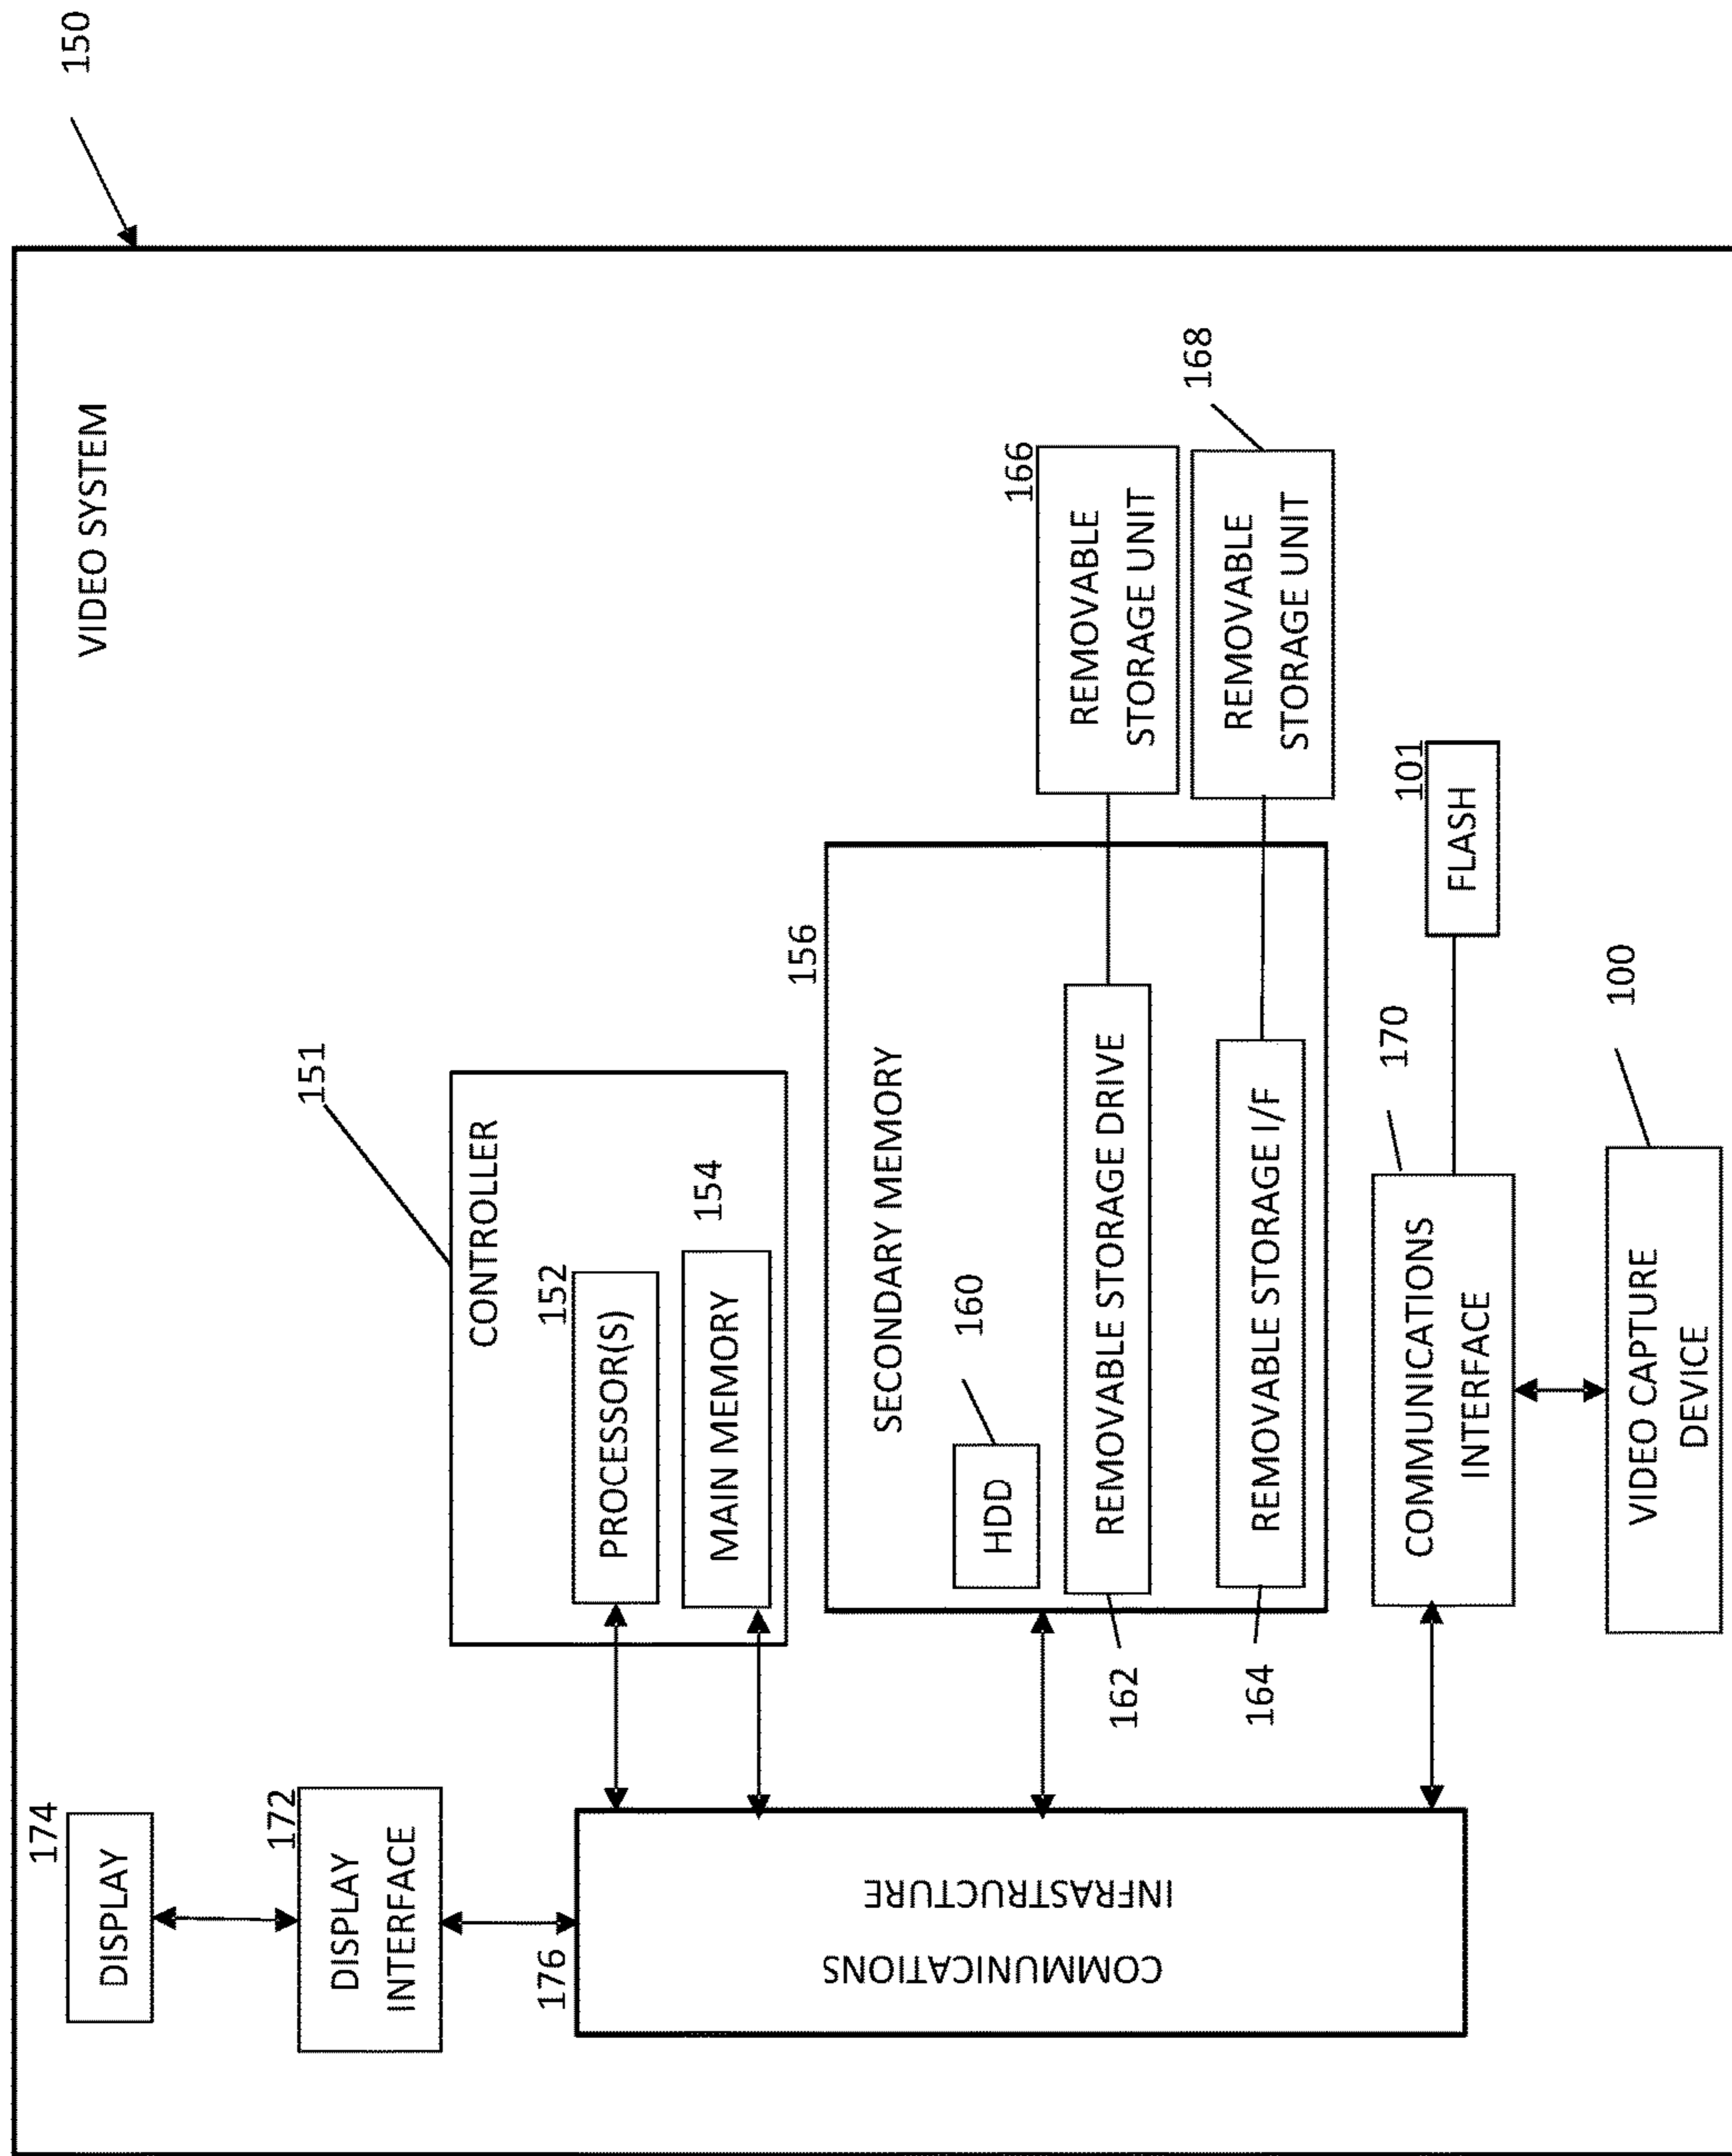 150
VIDEO SYSTEM
174
DISPLAY
172
DISPLAY
INTERFACE
176
COMMUNICATIONS
INFRASTRUCTURE
151
CONTROLLER
152
PROCESSOR(S)
154
MAIN MEMORY
156
SECONDARY MEMORY
160
HDD
162
REMOVABLE STORAGE DRIVE
164
REMOVABLE STORAGE I/F
166
REMOVABLE
STORAGE UNIT
168
REMOVABLE
STORAGE UNIT
170
COMMUNICATIONS
INTERFACE
101
FLASH
100
VIDEO CAPTURE
DEVICE